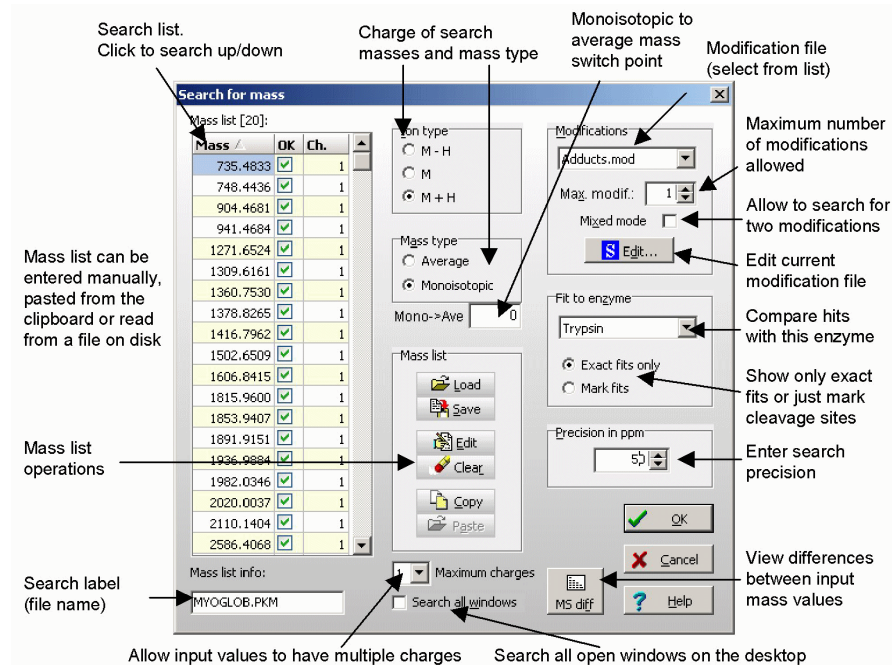 Search list.
Click to search up/down
Charge of search
masses and mass type
Monoisotopic to
average mass
switch point
Modification file
(select from list)
Search for mass
Mass list [20]:
Mass OK Ch.
735.4833 1
748.4436 1
904.4681 1
941.4684 1
1271.6524 1
1309.6161 1
1360.7530 1
1378.8265 1
1416.7962 1
1502.6509 1
1606.8415 1
1815.9600 1
1853.9407 1
1891.9151 1
1936.9884 1
1982.0346 1
2020.0037 1
2110.1404 1
2586.4068 1
Mass list info:
MYOGLOB.PKM
Ion type
M - H
M
M + H
Mass type
Average
Monoisotopic
Mono->Ave 0
Mass list
Load
Save
Edit
Clear
Copy
Paste
1 Maximum charges
Search all windows
Modifications
Adducts.mod
Max. modif.: 1
Mixed mode
S Edit...
Fit to enzyme
Trypsin
Exact fits only
Mark fits
Precision in ppm
OK
Cancel
MS diff
? Help
Maximum number
of modifications
allowed
Allow to search for
two modifications
Edit current
modification file
Compare hits
with this enzyme
Show only exact
fits or just mark
cleavage sites
Enter search
precision
View differences
between input
mass values
Mass list can be
entered manually,
pasted from the
clipboard or read
from a file on disk
Mass list
operations
Search label
(file name)
Allow input values to have multiple charges
Search all open windows on the desktop